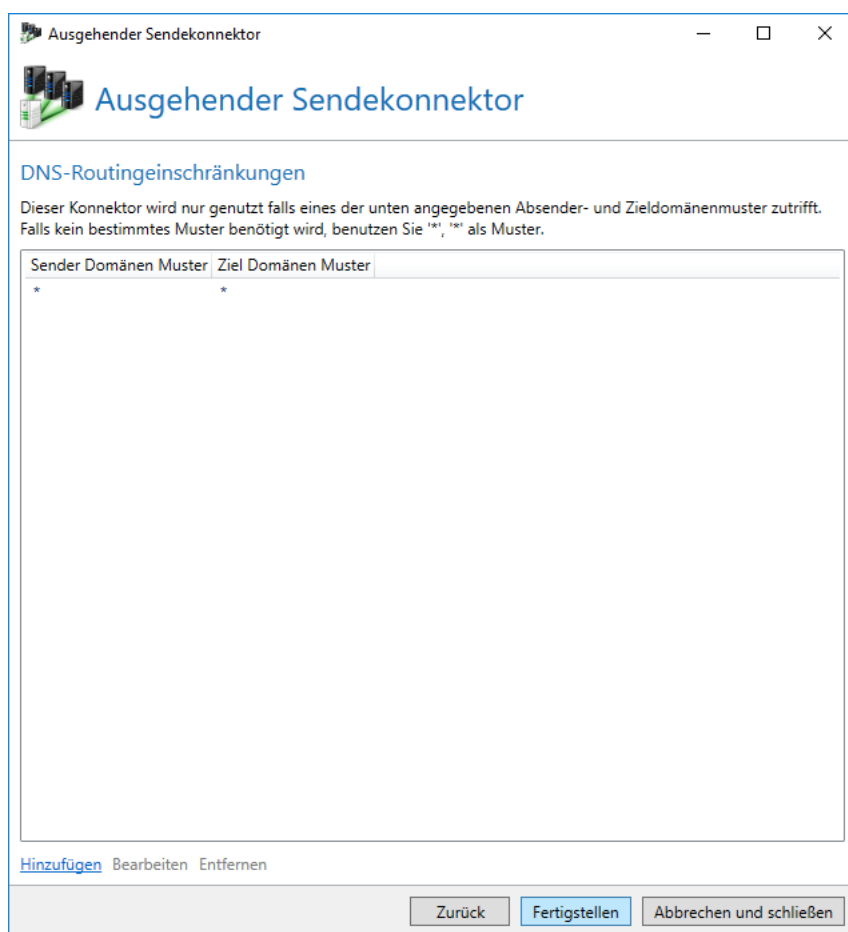 Ausgehender Sendekonnektor
Ausgehender Sendekonnektor
DNS-Routingeinschränkungen
Dieser Konnektor wird nur genutzt falls eines der unten angegebenen Absender- und Zieldomänenmuster zutrifft.
Falls kein bestimmtes Muster benötigt wird, benutzen Sie '*', '*' als Muster.
Sender Domänen Muster Ziel Domänen Muster
* *
Hinzufügen Bearbeiten Entfernen
Zurück Fertigstellen Abbrechen und schließen